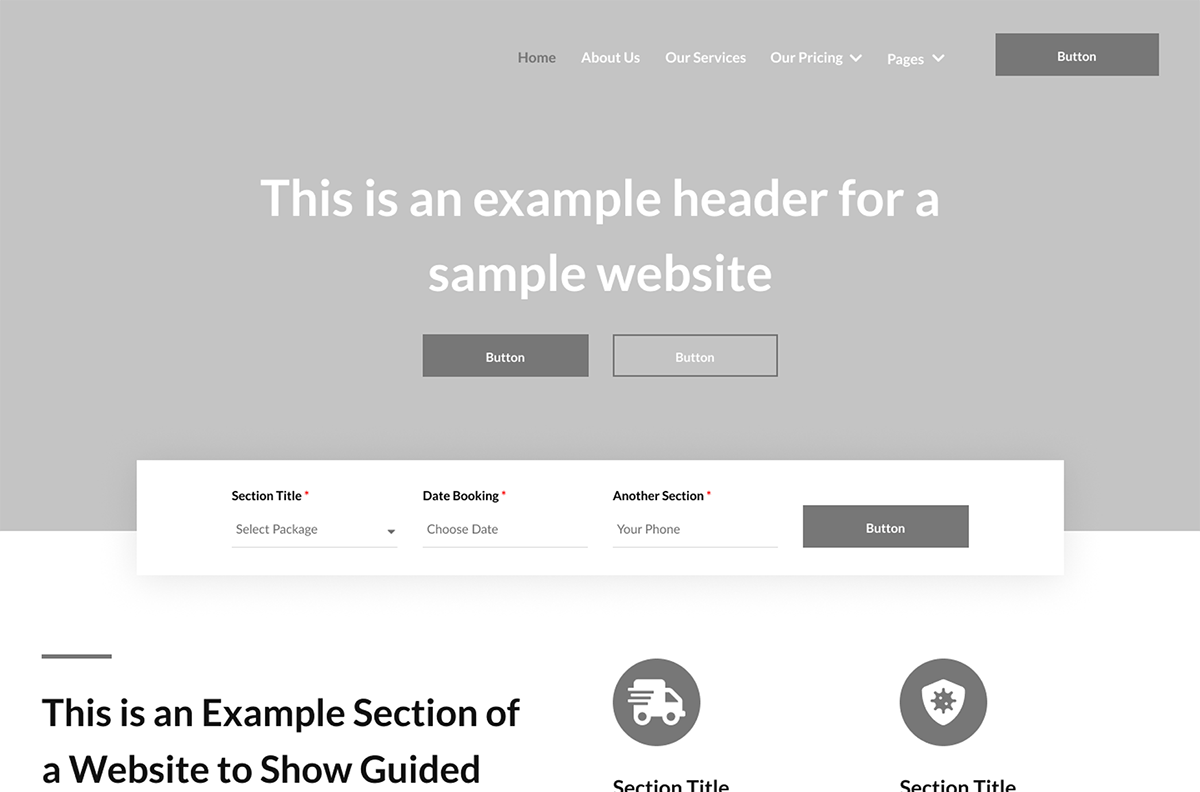 Home About Us Our Services Our Pricing Pages Button
This is an example header for a
sample website
Button Button
Section Title * Date Booking * Another Section *
Select Package Choose Date Your Phone Button
This is an Example Section of
a Website to Show Guided
Section Title Section Title